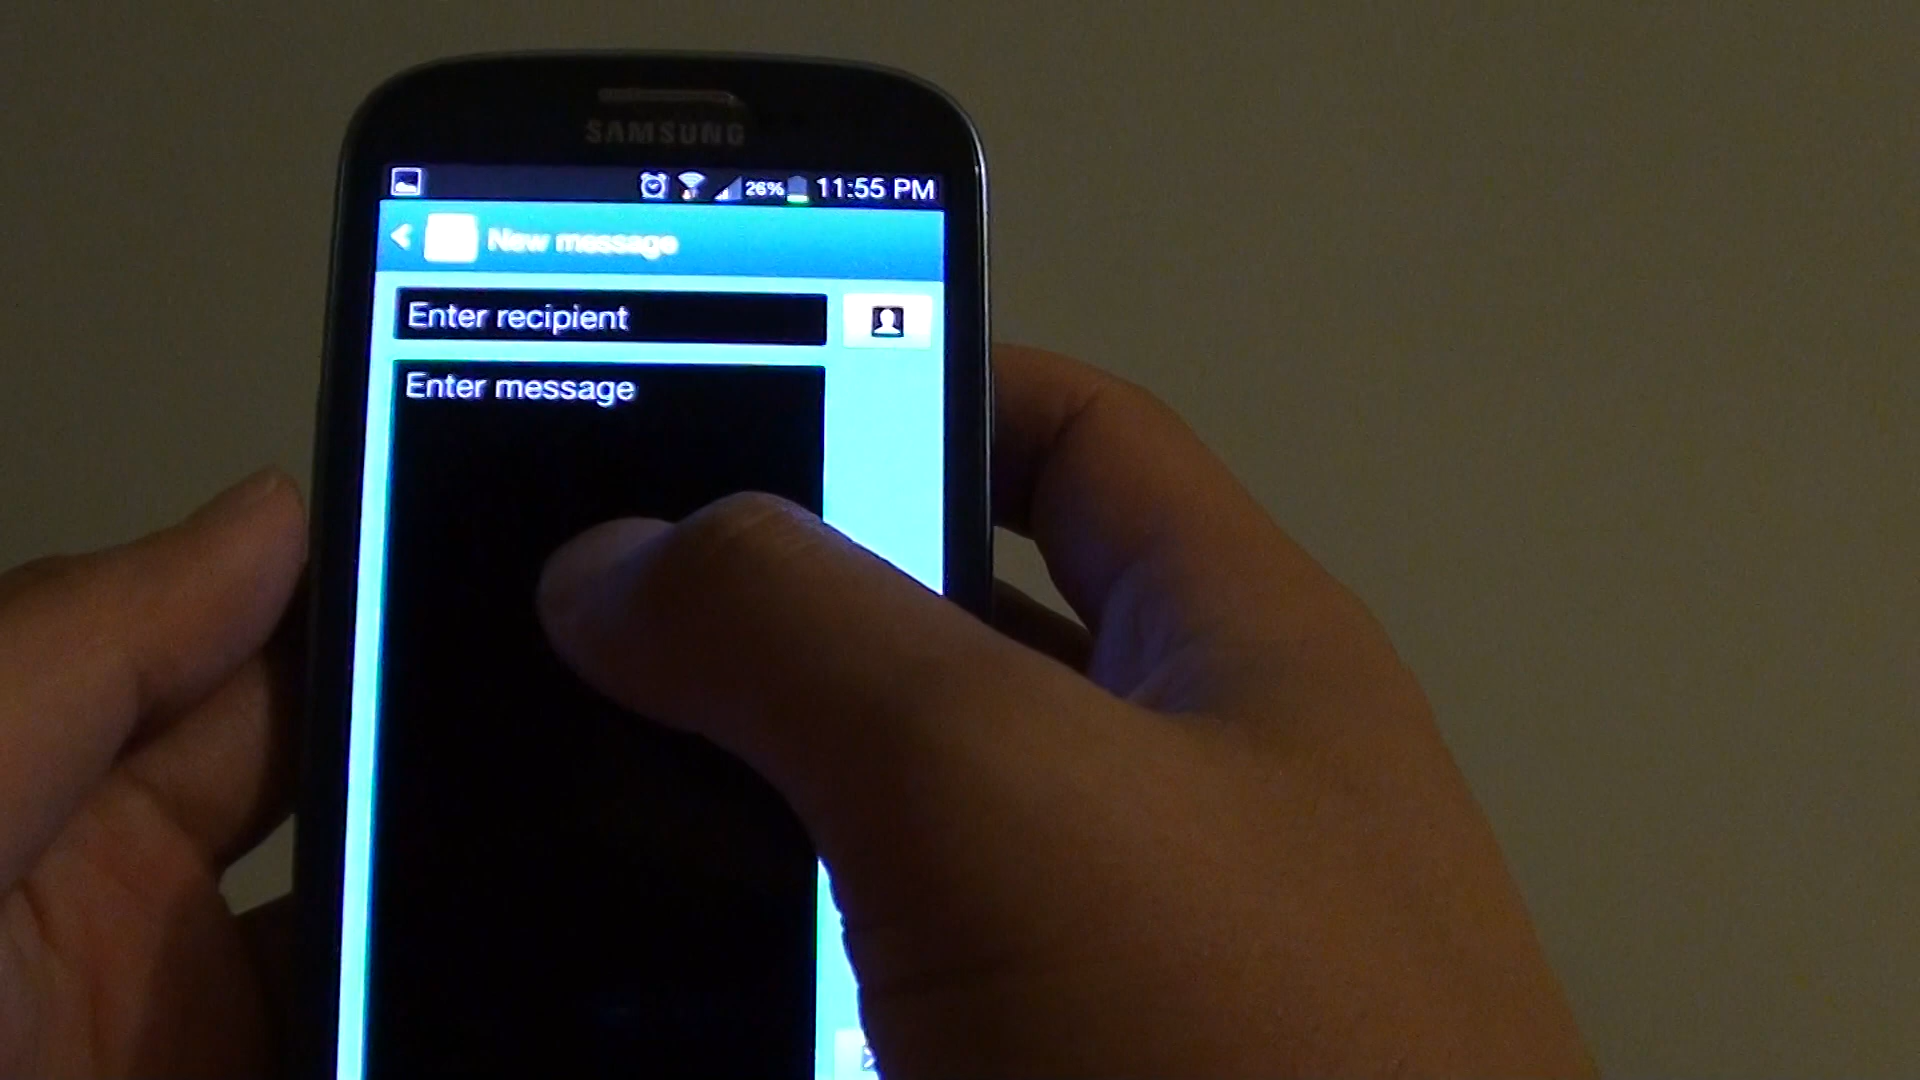 SAMSUNG
26% 11:55 PM
New message
Enter recipient
Enter message